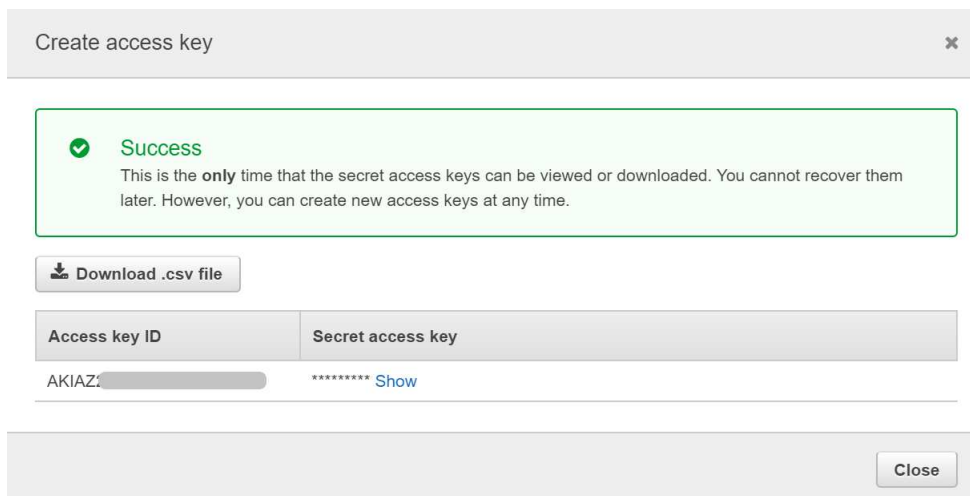 Create access key
Success
This is the only time that the secret access keys can be viewed or downloaded. You cannot recover them
later. However, you can create new access keys at any time.
Download .csv file
Access key ID Secret access key
AKIAZ ********* Show
Close